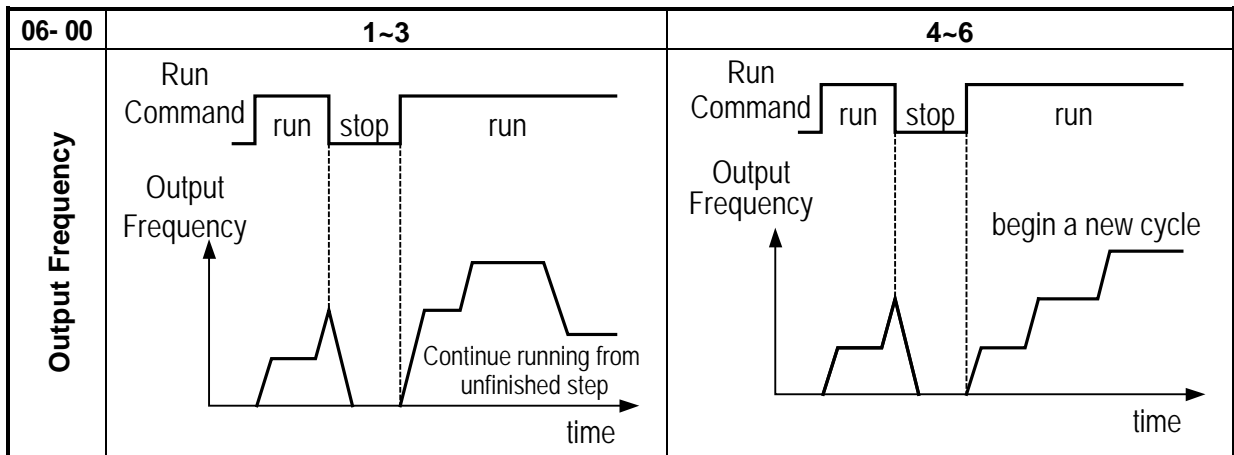 06- 00
1~3
4~6
Output Frequency
Run
Command
run
stop
run
Output
Frequency
Continue running from
unfinished step
time
Run
Command
run
stop
run
Output
Frequency
begin a new cycle
time